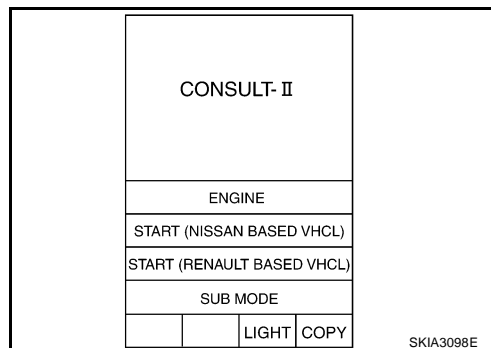 CONSULT-II
ENGINE
START (NISSAN BASED VHCL)
START (RENAULT BASED VHCL)
SUB MODE
LIGHT COPY
SKIA3098E